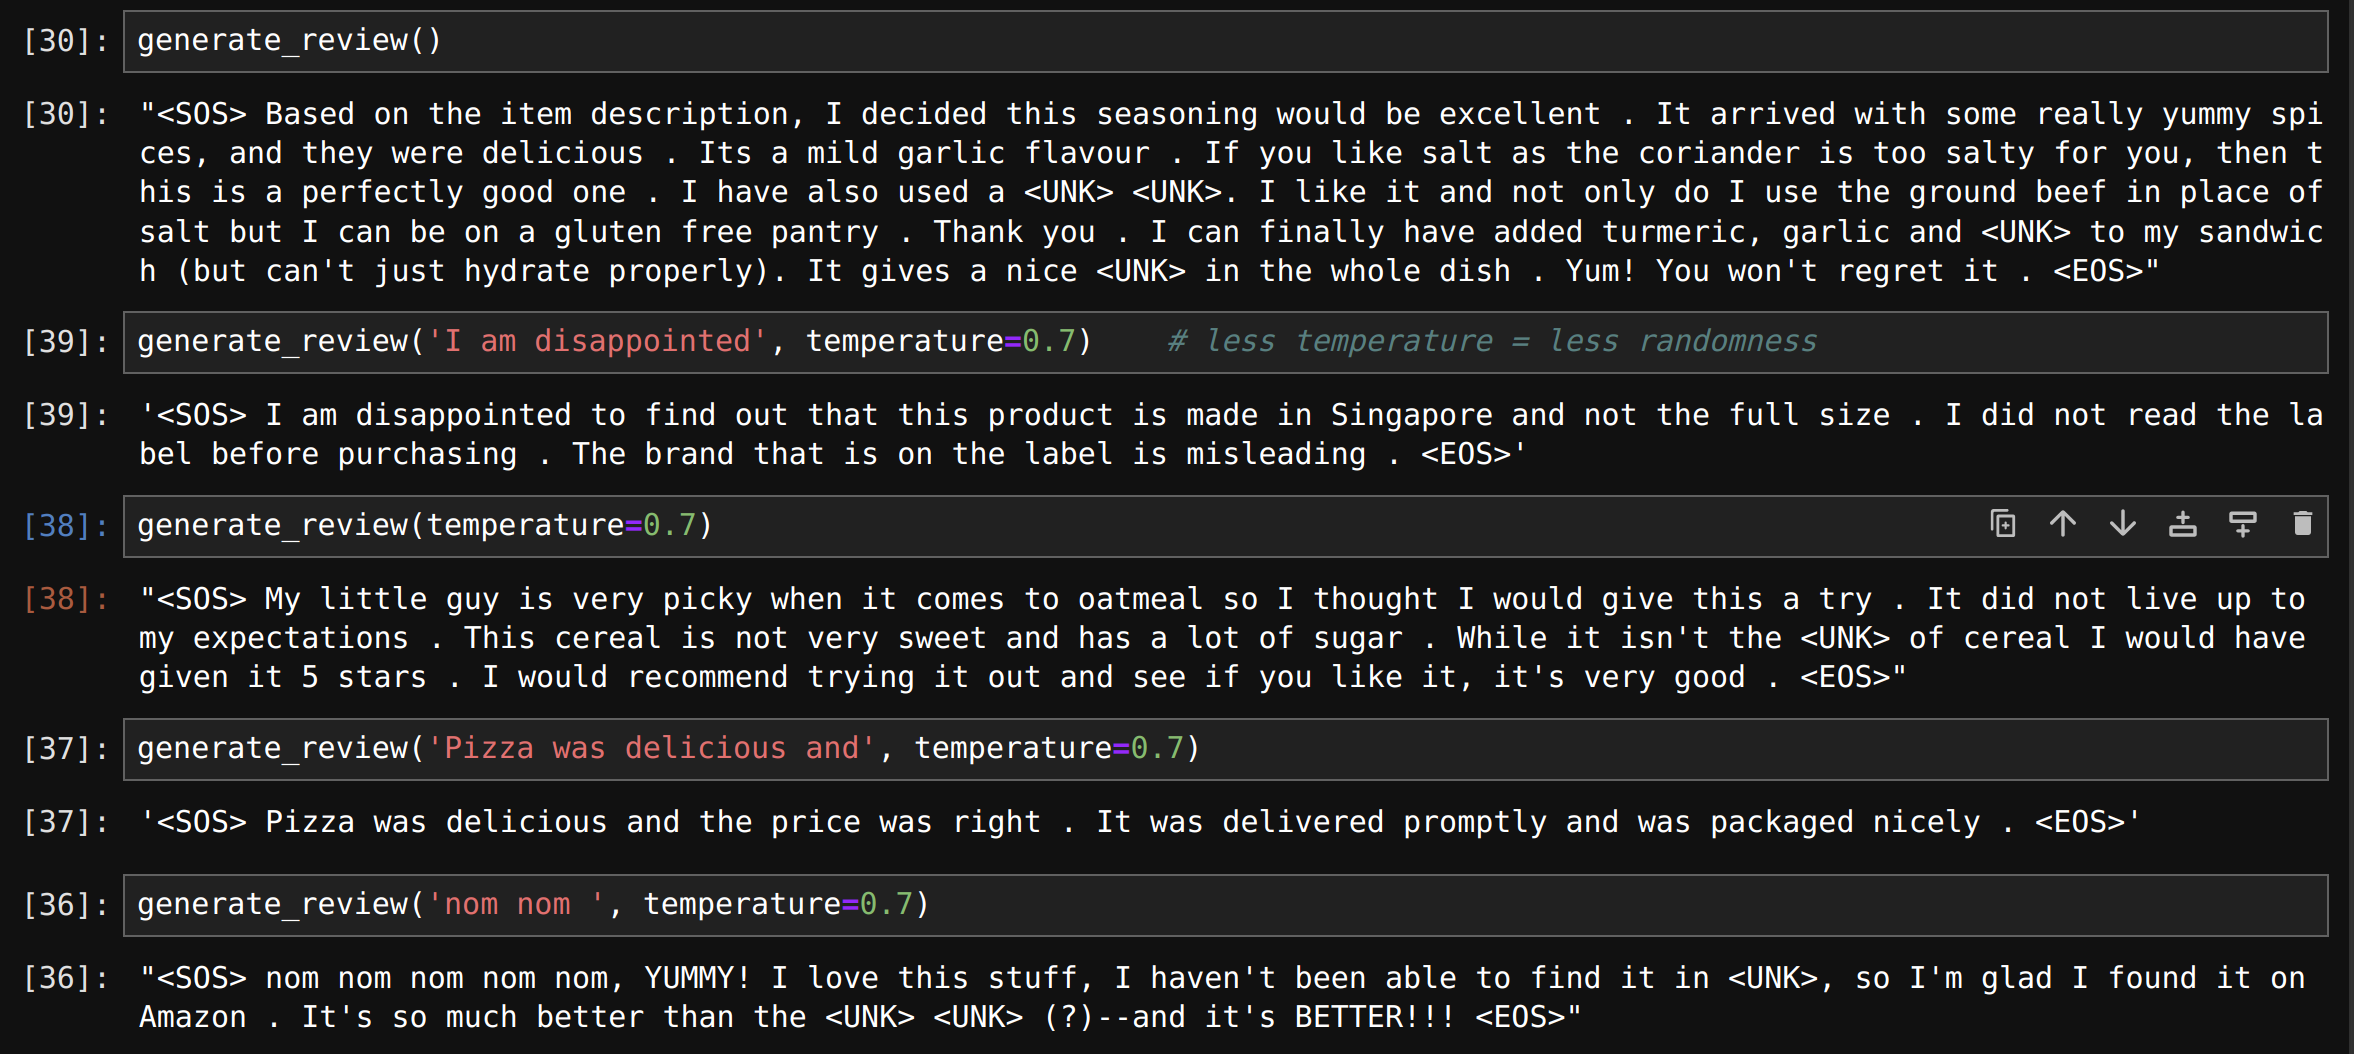 [30]: generate_review()
[30]: "<SOS> Based on the item description, I decided this seasoning would be excellent . It arrived with some really yummy spi
ces, and they were delicious . Its a mild garlic flavour . If you like salt as the coriander is too salty for you, then t
his is a perfectly good one . I have also used a <UNK> <UNK>. I like it and not only do I use the ground beef in place of
salt but I can be on a gluten free pantry . Thank you . I can finally have added turmeric, garlic and <UNK> to my sandwic
h (but can't just hydrate properly). It gives a nice <UNK> in the whole dish . Yum! You won't regret it . <EOS>"
[39]: generate_review('I am disappointed', temperature=0.7)    # less temperature = less randomness
[39]: '<SOS> I am disappointed to find out that this product is made in Singapore and not the full size . I did not read the la
bel before purchasing . The brand that is on the label is misleading . <EOS>'
[38]: generate_review(temperature=0.7)
[38]: "<SOS> My little guy is very picky when it comes to oatmeal so I thought I would give this a try . It did not live up to
my expectations . This cereal is not very sweet and has a lot of sugar . While it isn't the <UNK> of cereal I would have
given it 5 stars . I would recommend trying it out and see if you like it, it's very good . <EOS>"
[37]: generate_review('Pizza was delicious and', temperature=0.7)
[37]: '<SOS> Pizza was delicious and the price was right . It was delivered promptly and was packaged nicely . <EOS>'
[36]: generate_review('nom nom ', temperature=0.7)
[36]: "<SOS> nom nom nom nom nom, YUMMY! I love this stuff, I haven't been able to find it in <UNK>, so I'm glad I found it on
Amazon . It's so much better than the <UNK> <UNK> (?)--and it's BETTER!!! <EOS>"